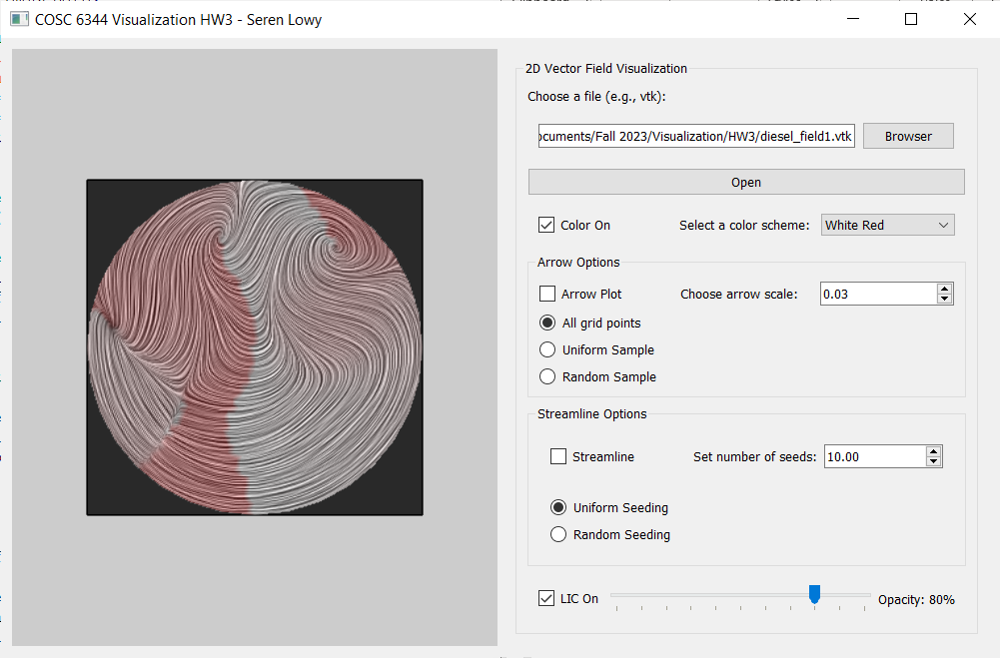 COSC 6344 Visualization HW3 - Seren Lowy
2D Vector Field Visualization
Choose a file (e.g., vtk):
ocuments/Fall 2023/Visualization/HW3/diesel_field1.vtk Browser
Open
Color On Select a color scheme: White Red
Arrow Options
Arrow Plot Choose arrow scale: 0.03
All grid points
Uniform Sample
Random Sample
Streamline Options
Streamline Set number of seeds: 10.00
Uniform Seeding
Random Seeding
LIC On Opacity: 80%